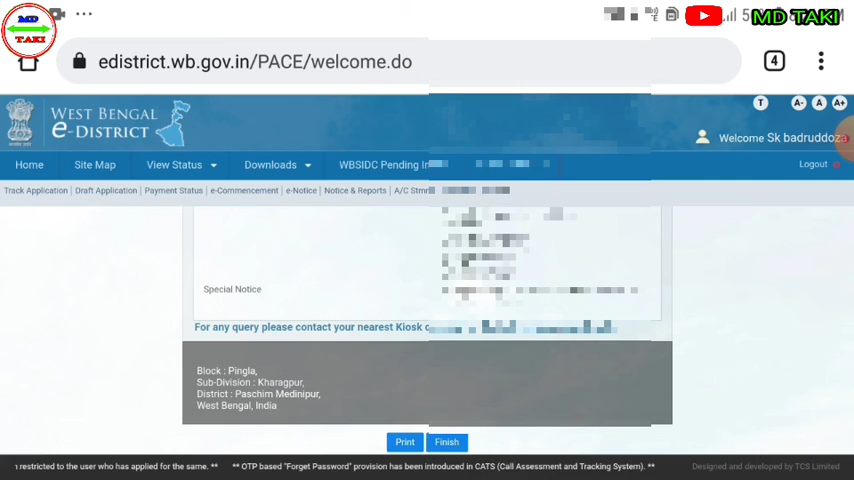 MD
TAKI
MD TAKI
edistrict.wb.gov.in/PACE/welcome.do
4
WEST BENGAL
e-DISTRICT
T A- A A+
Welcome Sk badruddoza
Home Site Map View Status Downloads WBSIDC Pending
Logout
Track Application | Draft Application | Payment Status | e-Commencement | e-Notice | Notice & Reports | A/C
Special Notice
For any query please contact your nearest Kiosk
Block : Pingla,
Sub-Division : Kharagpur,
District : Paschim Medinipur,
West Bengal, India
Print Finish
restricted to the user who has applied for the same. ** ** OTP based "Forget Password" provision has been introduced in CATS (Call Assessment and Tracking System). **
Designed and developed by TCS Limited